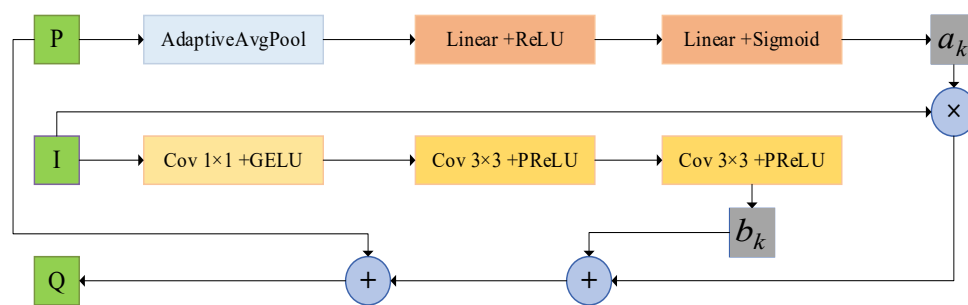 P
AdaptiveAvgPool
Linear +ReLU
Linear +Sigmoid
a_k
×
I
Cov 1×1 +GELU
Cov 3×3 +PReLU
Cov 3×3 +PReLU
b_k
Q
+
+